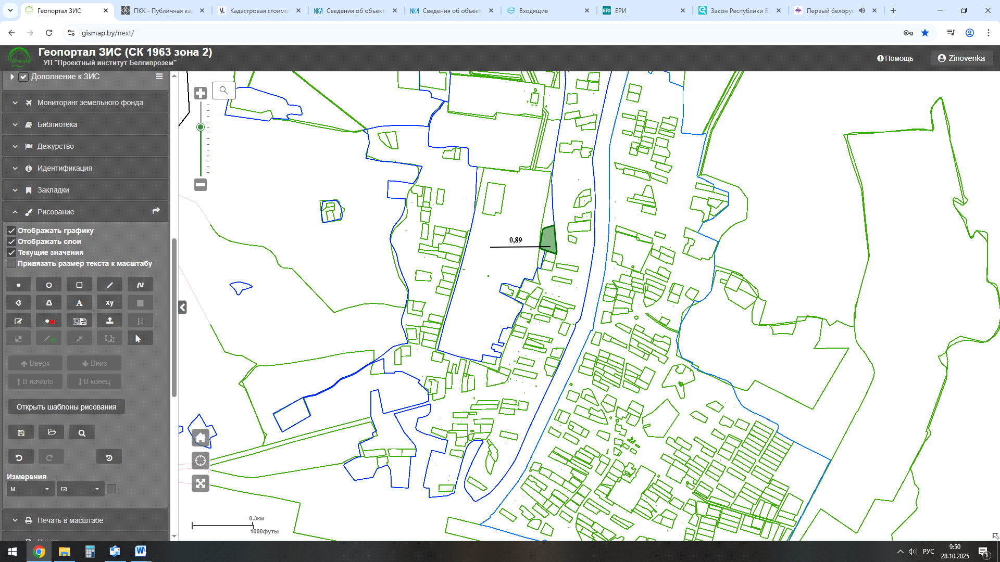 Геопортал ЗИС
ПКК - Публичная ка
Кадастровая стоимо
NKA Сведения об объект
NKA Сведения об объект
Входящие
ERI ЕРИ
Закон Республики Б
Первый белорус
gismap.by/next/
Геопортал ЗИС (СК 1963 зона 2)
УП "Проектный институт Белгипрозем"
Помощь
Zinovenka
Дополнение к ЗИС
Мониторинг земельного фонда
Библиотека
Дежурство
Идентификация
Закладки
Рисование
Отображать графику
Отображать слои
Текущие значения
Привязать размер текста к масштабу
A
xy
Вверх
Вниз
В начало
В конец
Открыть шаблоны рисования
Измерения
м
га
Печать в масштабе
0,89
0.3км
1000футы
РУС
9:50
28.10.2025
1